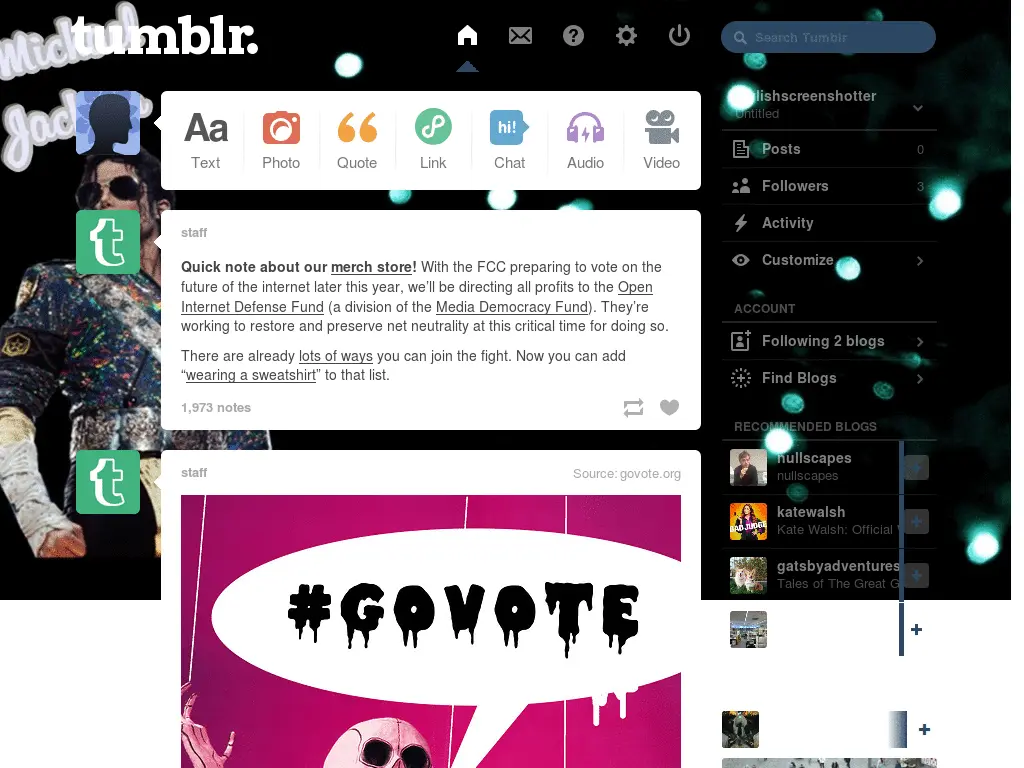 Michael
Jackson
tumblr.
Search Tumblr
Aa
hi!
Text
Photo
Quote
Link
Chat
Audio
Video
lishscreenshotter
Untitled
Posts
0
Followers
3
Activity
Customize
ACCOUNT
Following 2 blogs
Find Blogs
RECOMMENDED BLOGS
nullscapes
nullscapes
katewalsh
Kate Walsh: Official
gatsbyadventures
Tales of The Great G
t
staff
Quick note about our merch store! With the FCC preparing to vote on the
future of the internet later this year, we’ll be directing all profits to the Open
Internet Defense Fund (a division of the Media Democracy Fund). They’re
working to restore and preserve net neutrality at this critical time for doing so.
There are already lots of ways you can join the fight. Now you can add
“wearing a sweatshirt” to that list.
1,973 notes
t
staff
Source: govote.org
#GOVOTE
BAD JUDGE